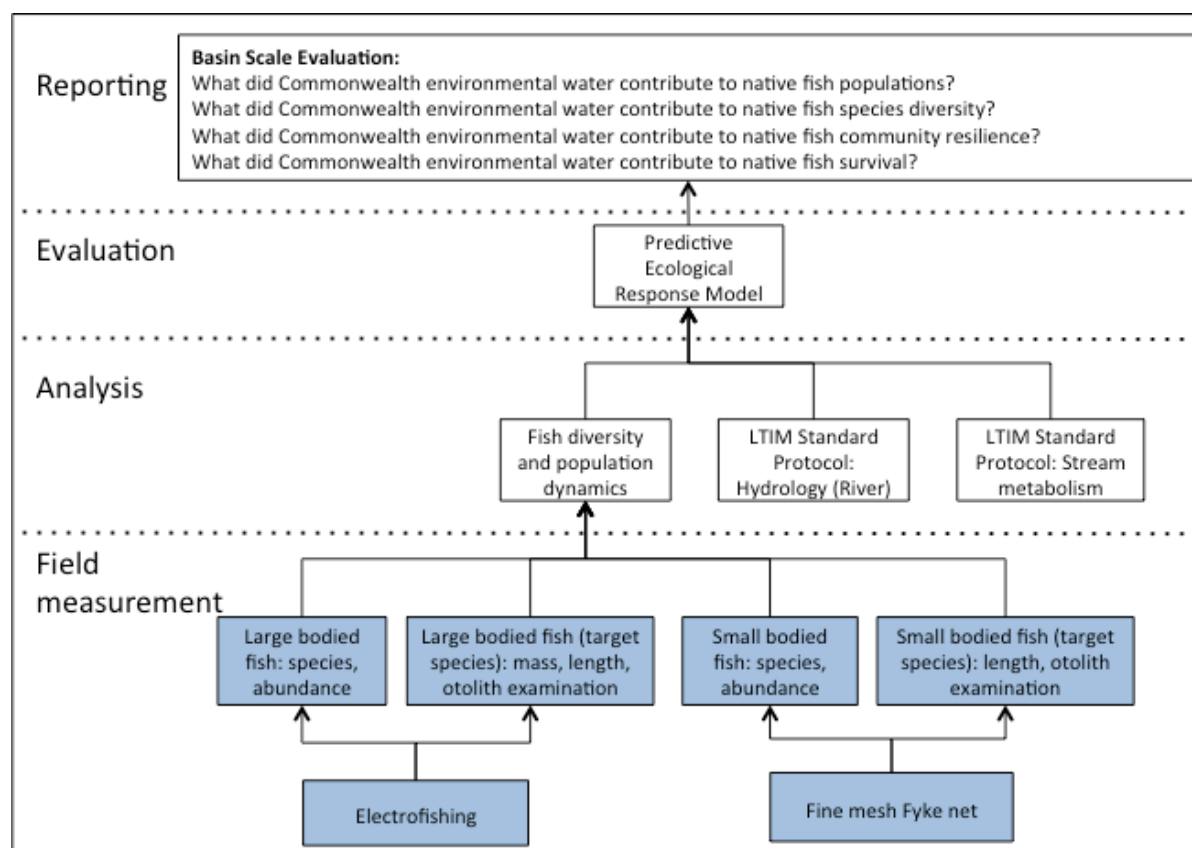 Reporting
Basin Scale Evaluation:
What did Commonwealth environmental water contribute to native fish populations?
What did Commonwealth environmental water contribute to native fish species diversity?
What did Commonwealth environmental water contribute to native fish community resilience?
What did Commonwealth environmental water contribute to native fish survival?
Evaluation
Predictive
Ecological
Response Model
Analysis
Fish diversity
and population
dynamics
LTIM Standard
Protocol:
Hydrology (River)
LTIM Standard
Protocol: Stream
metabolism
Field
measurement
Large bodied
fish: species,
abundance
Large bodied fish (target
species): mass, length,
otolith examination
Small bodied
fish: species,
abundance
Small bodied fish (target
species): length, otolith
examination
Electrofishing
Fine mesh Fyke net